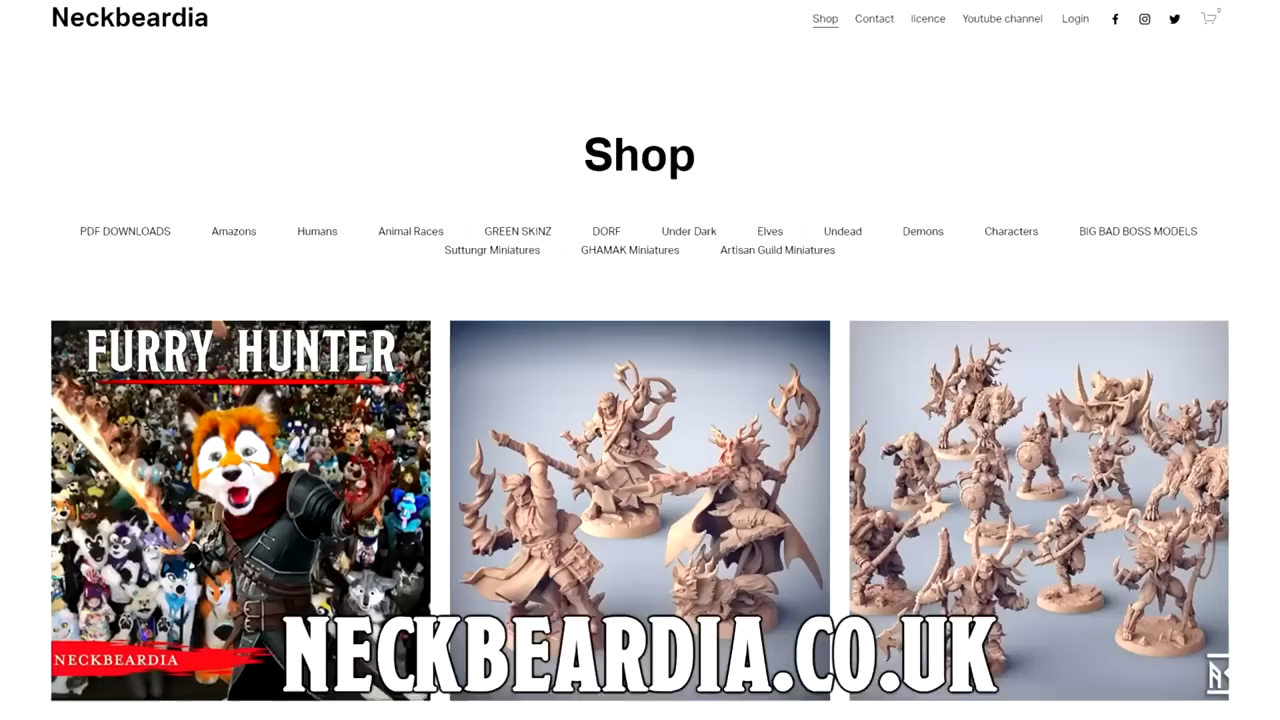 Neckbeardia
Shop Contact licence Youtube channel Login 0
Shop
PDF DOWNLOADS Amazons Humans Animal Races GREEN SKINZ DORF Under Dark Elves Undead Demons Characters BIG BAD BOSS MODELS
Suttungr Miniatures GHAMAK Miniatures Artisan Guild Miniatures
FURRY HUNTER
NECKBEARDIA
NECKBEARDIA.CO.UK